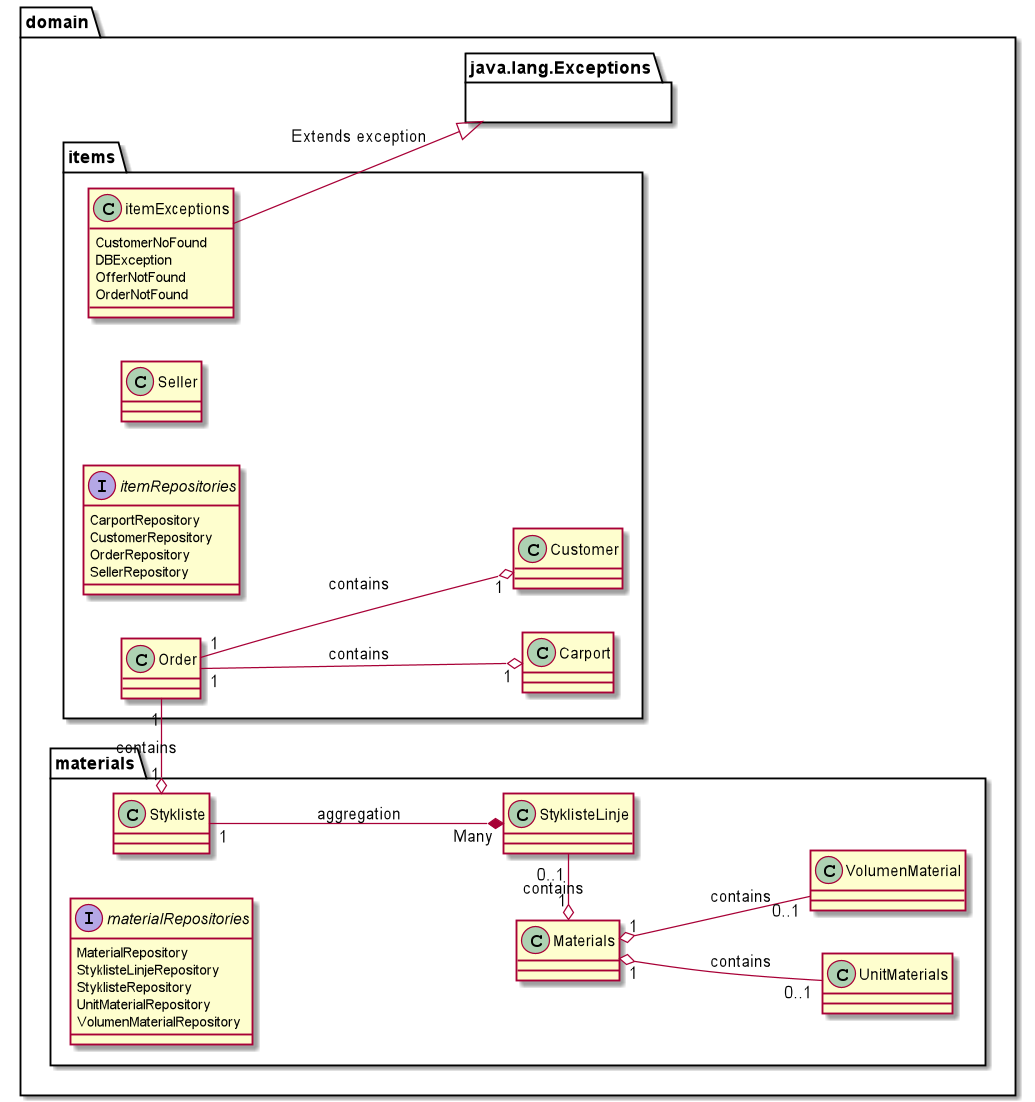 domain
java.lang.Exceptions
Extends exception
items
C itemExceptions
CustomerNoFound
DBException
OfferNotFound
OrderNotFound
C Seller
I itemRepositories
CarportRepository
CustomerRepository
OrderRepository
SellerRepository
C Customer
contains
1
1
C Order
contains
1
1
C Carport
1
contains
1
materials
C Stykliste
aggregation
1
Many
C StyklisteLinje
0..1
contains
1
C VolumenMaterial
contains
0..1
1
C Materials
contains
1
0..1
C UnitMaterials
I materialRepositories
MaterialRepository
StyklisteLinjeRepository
StyklisteRepository
UnitMaterialRepository
VolumenMaterialRepository